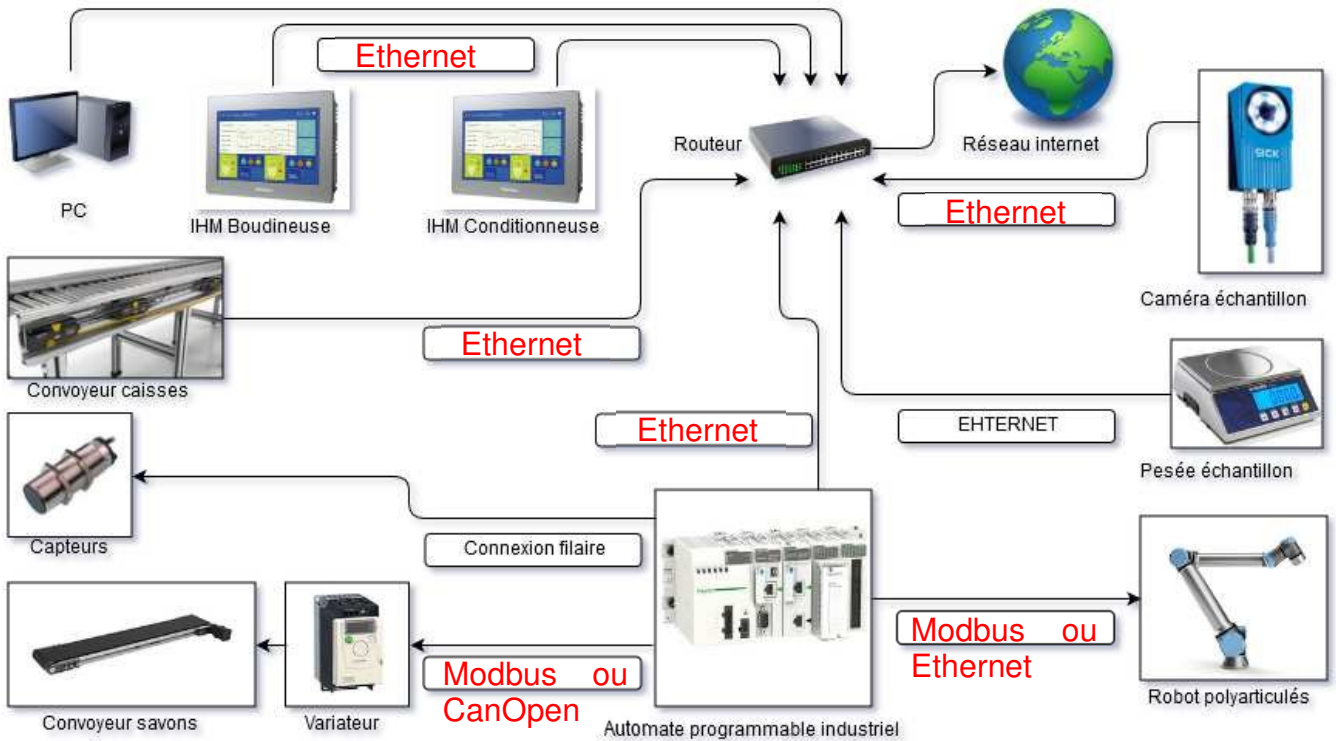 Ethernet
Routeur
Réseau internet
SICK
PC
IHM Boudineuse
IHM Conditionneuse
Ethernet
Caméra échantillon
Ethernet
Convoyeur caisses
Ethernet
EHTERNET
Pesée échantillon
Capteurs
Connexion filaire
Modbus ou
Ethernet
Modbus ou
CanOpen
Convoyeur savons
Variateur
Automate programmable industriel
Robot polyarticulés